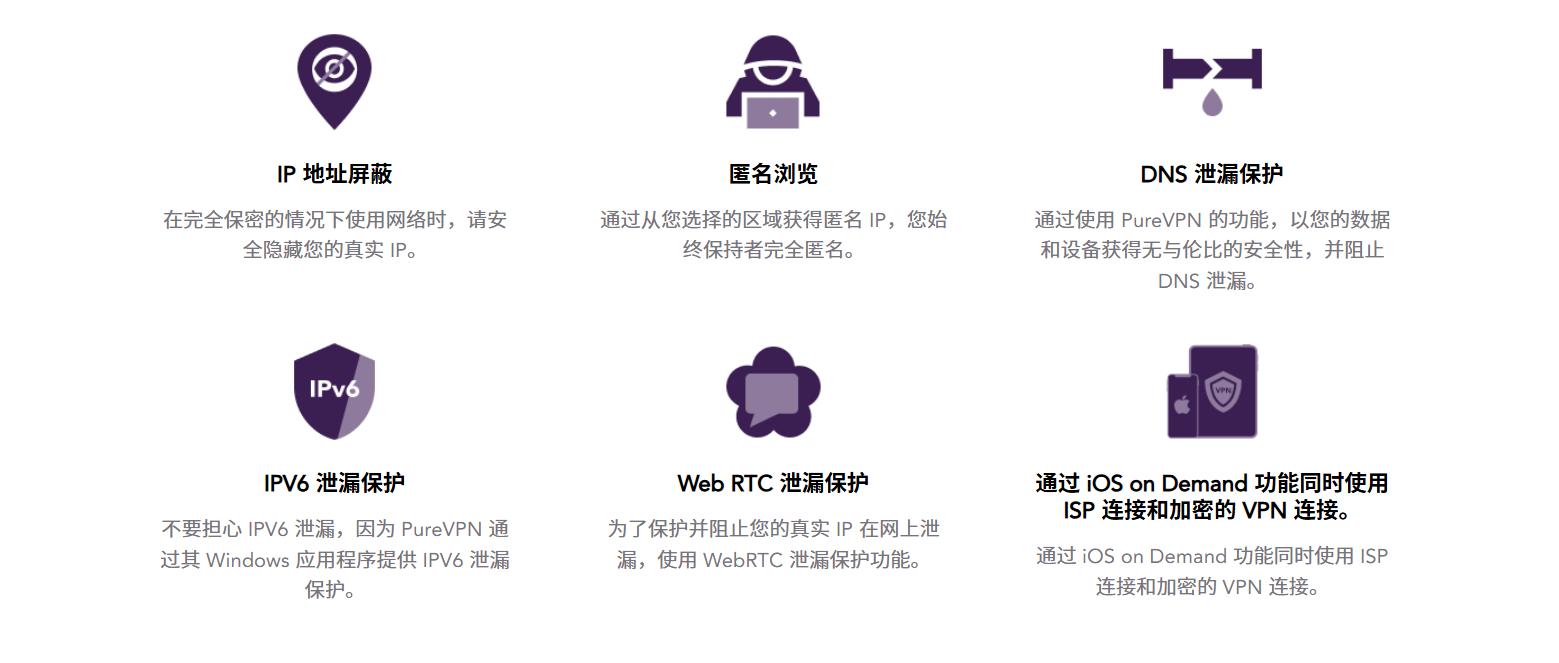 IP 地址屏蔽
在完全保密的情况下使用网络时，请安
全隐藏您的真实 IP。
匿名浏览
通过从您选择的区域获得匿名 IP，您始
终保持者完全匿名。
DNS 泄漏保护
通过使用 PureVPN 的功能，以您的数据
和设备获得无与伦比的安全性，并阻止
DNS 泄漏。
IPv6
IPV6 泄漏保护
不要担心 IPV6 泄漏，因为 PureVPN 通
过其 Windows 应用程序提供 IPV6 泄漏
保护。
Web RTC 泄漏保护
为了保护并阻止您的真实 IP 在网上泄
漏，使用 WebRTC 泄漏保护功能。
VPN
通过 iOS on Demand 功能同时使用
ISP 连接和加密的 VPN 连接。
通过 iOS on Demand 功能同时使用 ISP
连接和加密的 VPN 连接。